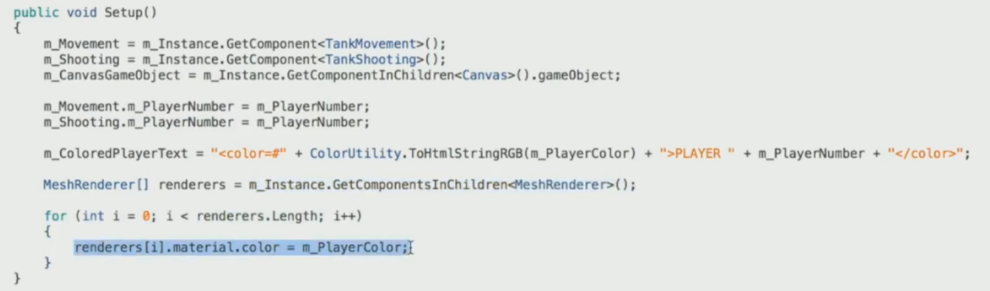 public void Setup()
{
    m_Movement = m_Instance.GetComponent<TankMovement>();
    m_Shooting = m_Instance.GetComponent<TankShooting>();
    m_CanvasGameObject = m_Instance.GetComponentInChildren<Canvas>().gameObject;

    m_Movement.m_PlayerNumber = m_PlayerNumber;
    m_Shooting.m_PlayerNumber = m_PlayerNumber;

    m_ColoredPlayerText = "<color=#" + ColorUtility.ToHtmlStringRGB(m_PlayerColor) + ">PLAYER " + m_PlayerNumber + "</color>";

    MeshRenderer[] renderers = m_Instance.GetComponentsInChildren<MeshRenderer>();

    for (int i = 0; i < renderers.Length; i++)
    {
        renderers[i].material.color = m_PlayerColor;
    }
}